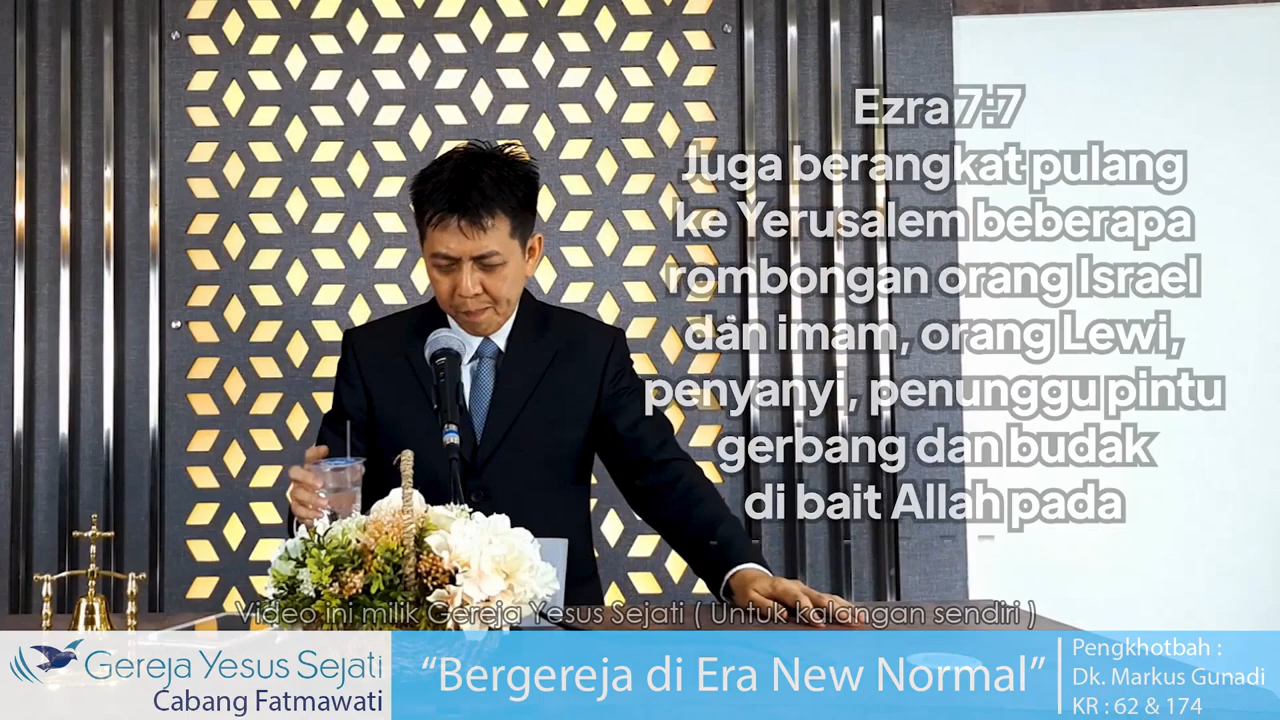 Ezra 7:7
Juga berangkat pulang
ke Yerusalem beberapa
rombongan orang Israel
dan imam, orang Lewi,
penyanyi, penunggu pintu
gerbang dan budak
di bait Allah pada
Video ini milik Gereja Yesus Sejati ( Untuk kalangan sendiri )
Gereja Yesus Sejati
Cabang Fatmawati
“Bergereja di Era New Normal”
Pengkhotbah :
Dk. Markus Gunadi
KR : 62 & 174